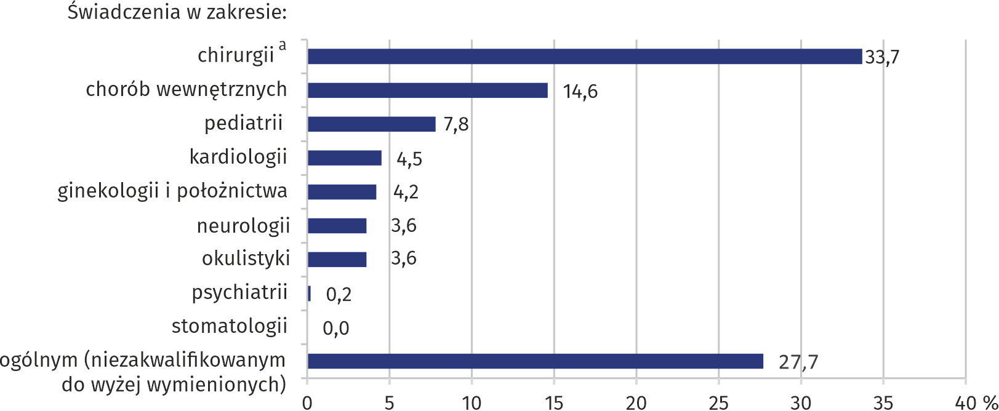 Świadczenia w zakresie:
chirurgii a 33,7
chorób wewnętrznych 14,6
pediatrii 7,8
kardiologii 4,5
ginekologii i położnictwa 4,2
neurologii 3,6
okulistyki 3,6
psychiatrii 0,2
stomatologii 0,0
ogólnym (niezakwalifikowanym
do wyżej wymienionych) 27,7
0 5 10 15 20 25 30 35 40 %